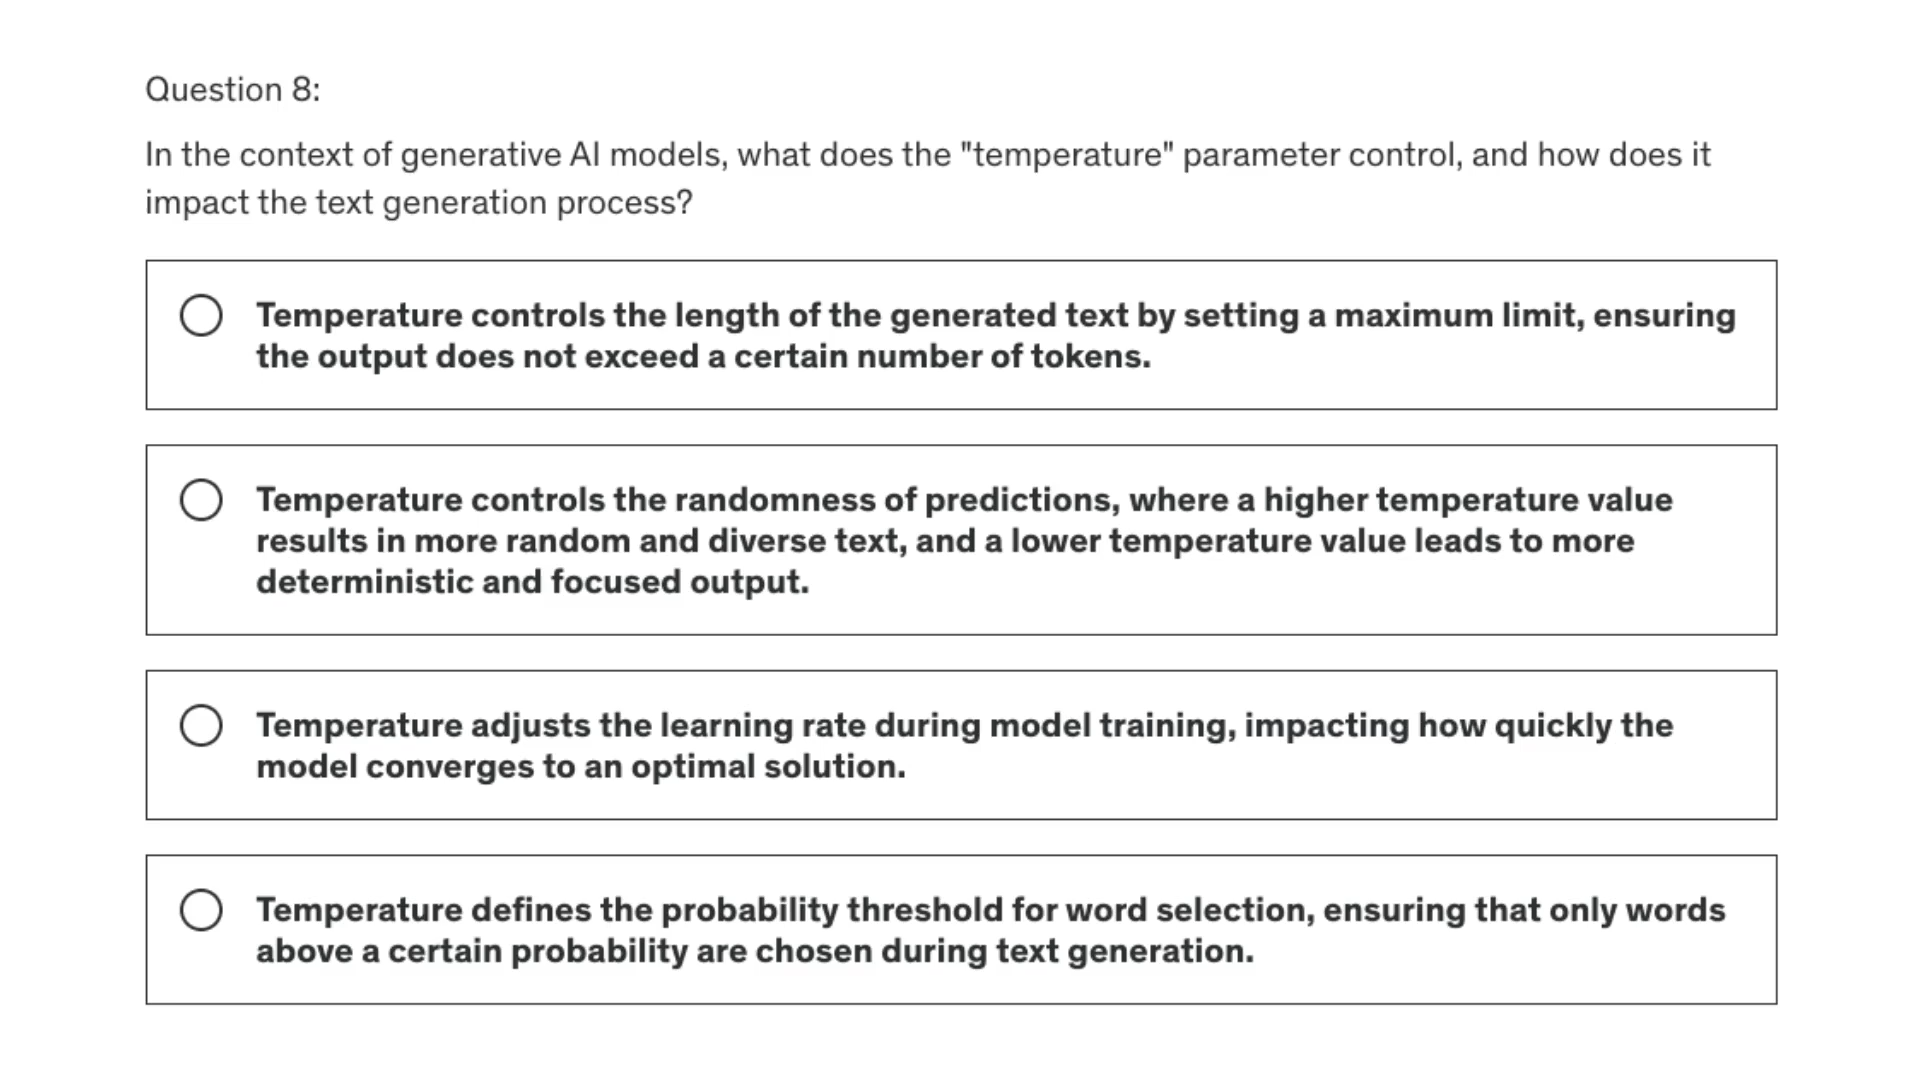 Question 8:
In the context of generative AI models, what does the "temperature" parameter control, and how does it
impact the text generation process?
Temperature controls the length of the generated text by setting a maximum limit, ensuring
the output does not exceed a certain number of tokens.
Temperature controls the randomness of predictions, where a higher temperature value
results in more random and diverse text, and a lower temperature value leads to more
deterministic and focused output.
Temperature adjusts the learning rate during model training, impacting how quickly the
model converges to an optimal solution.
Temperature defines the probability threshold for word selection, ensuring that only words
above a certain probability are chosen during text generation.